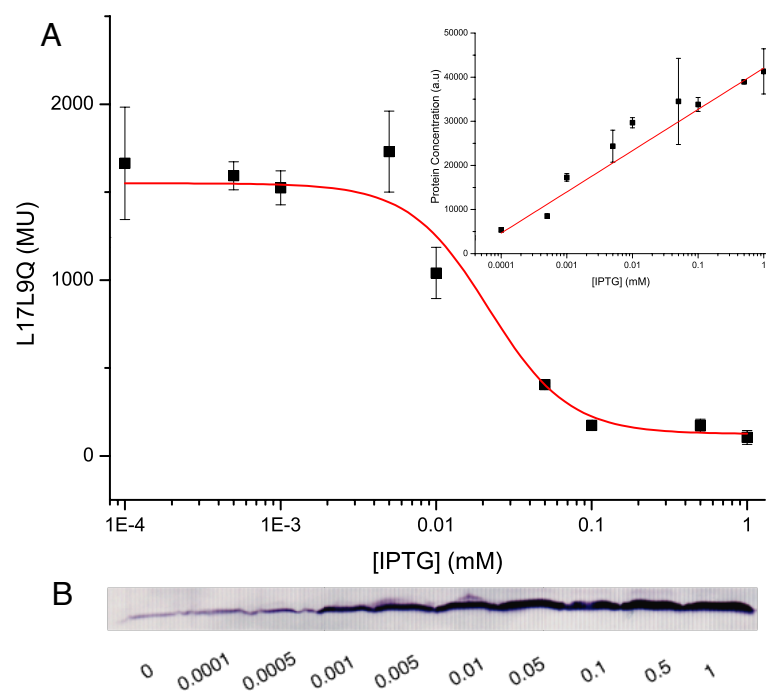 A
L17L9Q (MU)
2000
1000
0
1E-4 1E-3 0.01 0.1 1
[IPTG] (mM)
Protein Concentration (a.u)
50000
40000
30000
20000
10000
0
0.0001 0.001 0.01 0.1 1
[IPTG] (mM)
B
0 0.0001 0.0005 0.001 0.005 0.01 0.05 0.1 0.5 1